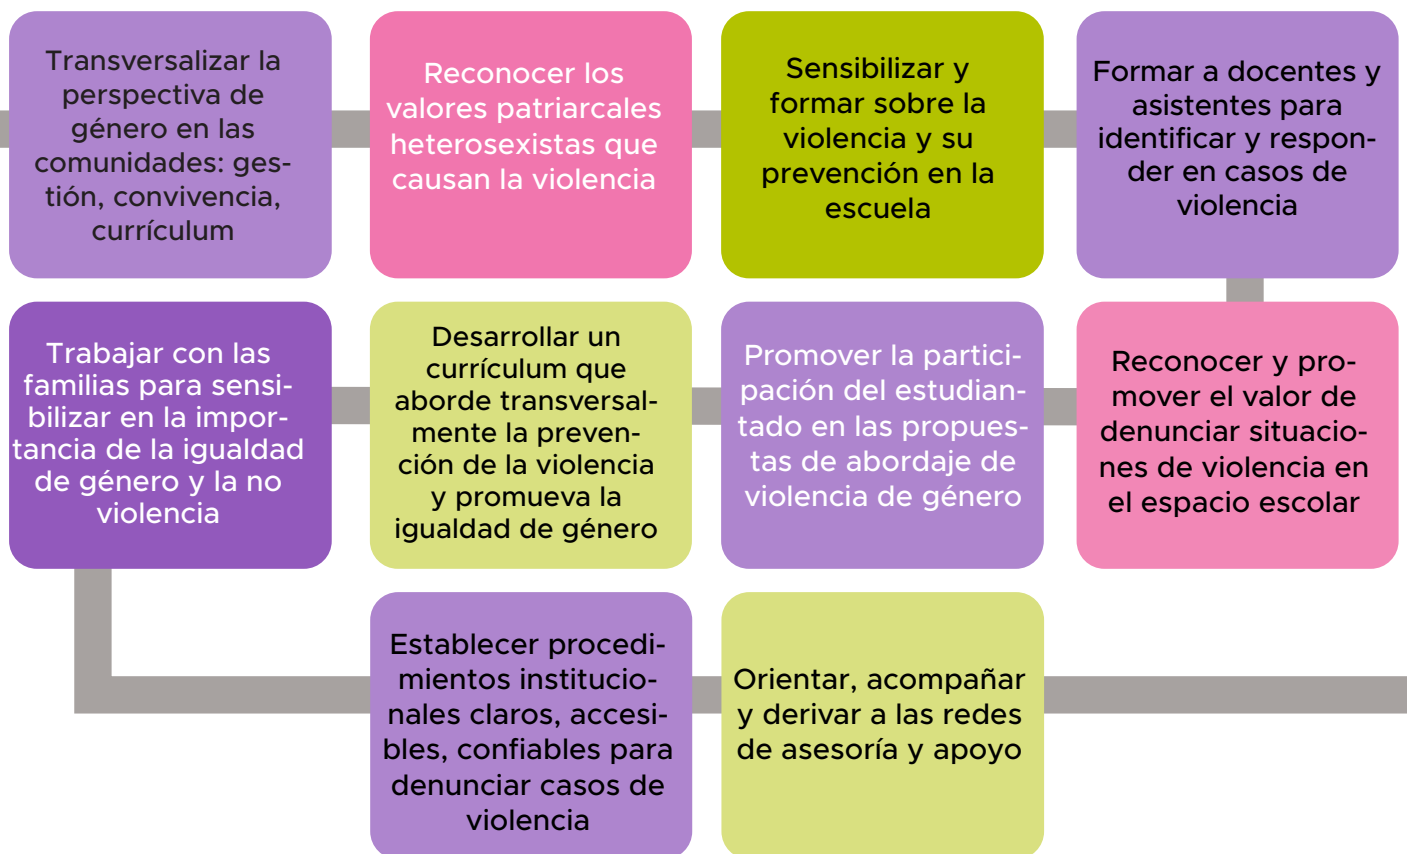 Transversalizar la
perspectiva de
género en las
comunidades: ges-
tión, convivencia,
currículum
Reconocer los
valores patriarcales
heterosexistas que
causan la violencia
Sensibilizar y
formar sobre la
violencia y su
prevención en la
escuela
Formar a docentes y
asistentes para
identificar y respon-
der en casos de
violencia
Trabajar con las
familias para sensi-
bilizar en la impor-
tancia de la igualdad
de género y la no
violencia
Desarrollar un
currículum que
aborde transversal-
mente la preven-
ción de la violencia
y promueva la
igualdad de género
Promover la partici-
pación del estudian-
tado en las propues-
tas de abordaje de
violencia de género
Reconocer y pro-
mover el valor de
denunciar situacio-
nes de violencia en
el espacio escolar
Establecer procedi-
mientos institucio-
nales claros, accesi-
bles, confiables para
denunciar casos de
violencia
Orientar, acompañar
y derivar a las redes
de asesoría y apoyo